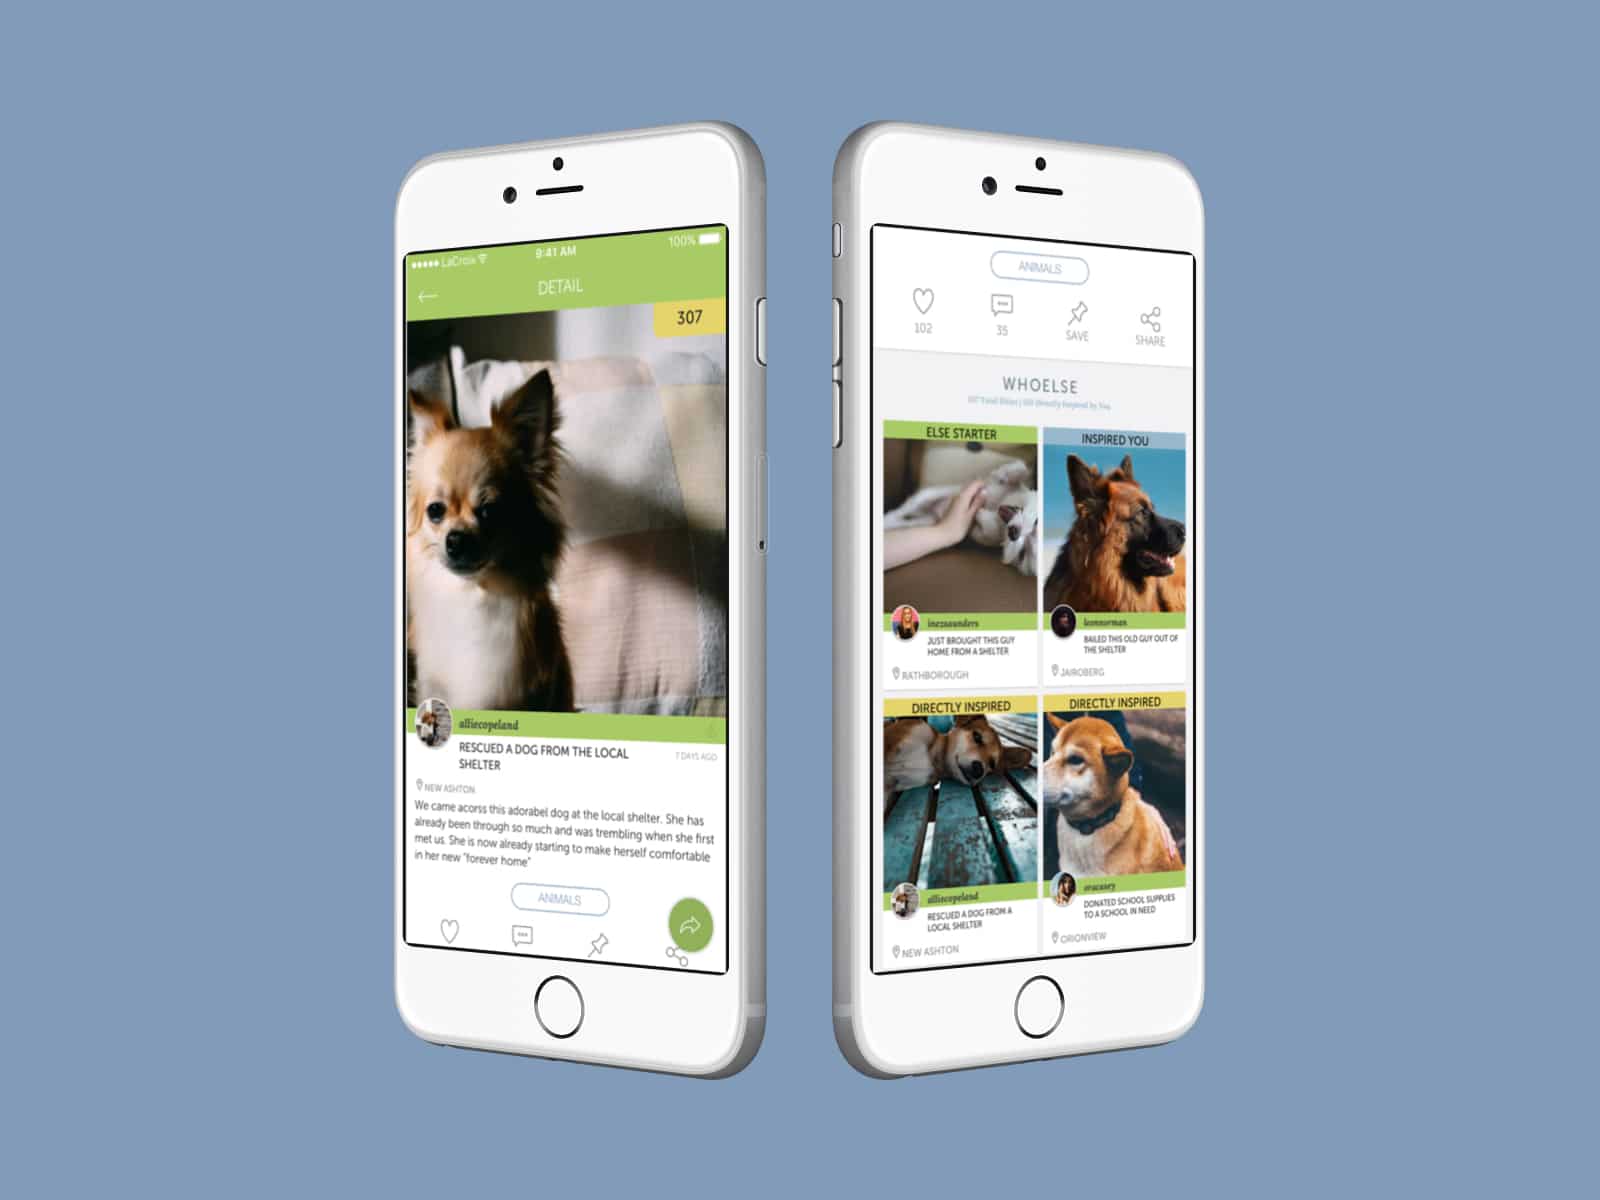 LaCroix
9:41 AM
100%
DETAIL
307
alliecopeland
RESCUED A DOG FROM THE LOCAL
SHELTER
7 DAYS AGO
NEW ASHTON
We came acorss this adorabel dog at the local shelter. She has
already been through so much and was trembling when she first
met us. She is now already starting to make herself comfortable
in her new "forever home"
ANIMALS
ANIMALS
102
35
SAVE
SHARE
WHOELSE
Directly Inspired by You
ELSE STARTER
inezsaunders
JUST BROUGHT THIS GUY
HOME FROM A SHELTER
RATHBOROUGH
INSPIRED YOU
leonnorman
BAILED THIS OLD GUY OUT OF
THE SHELTER
JAIROBERG
DIRECTLY INSPIRED
alliecopeland
RESCUED A DOG FROM A
LOCAL SHELTER
NEW ASHTON
DIRECTLY INSPIRED
oracasey
DONATED SCHOOL SUPPLIES
TO A SCHOOL IN NEED
ORIONVIEW